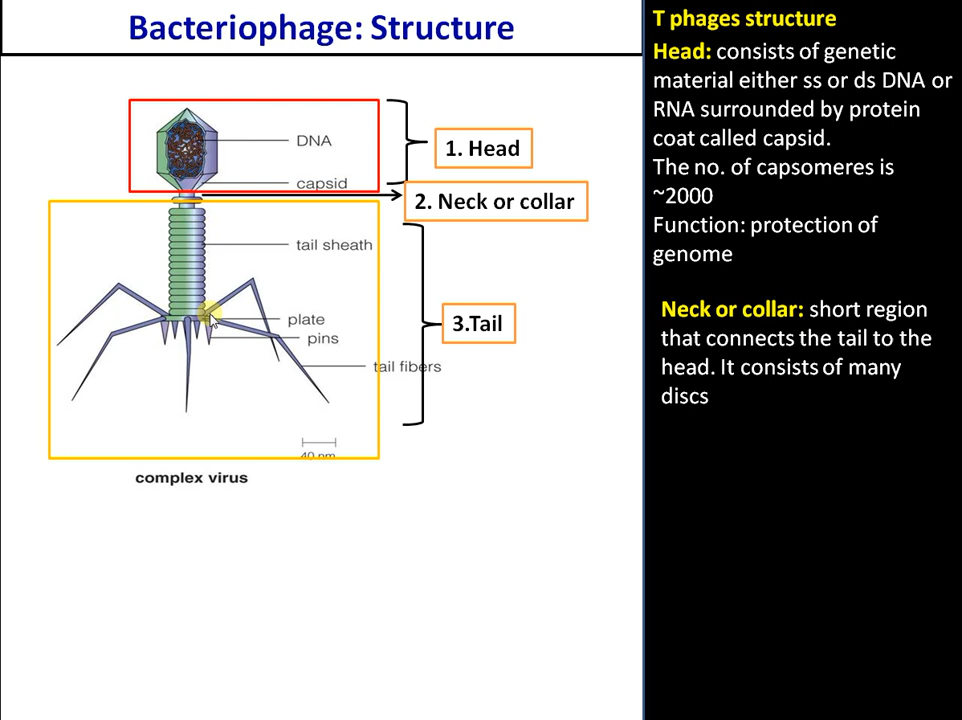 Bacteriophage: Structure
DNA
capsid
tail sheath
plate
pins
tail fibers
40 nm
complex virus
1. Head
2. Neck or collar
3.Tail
T phages structure
Head: consists of genetic
material either ss or ds DNA or
RNA surrounded by protein
coat called capsid.
The no. of capsomeres is
~2000
Function: protection of
genome
Neck or collar: short region
that connects the tail to the
head. It consists of many
discs